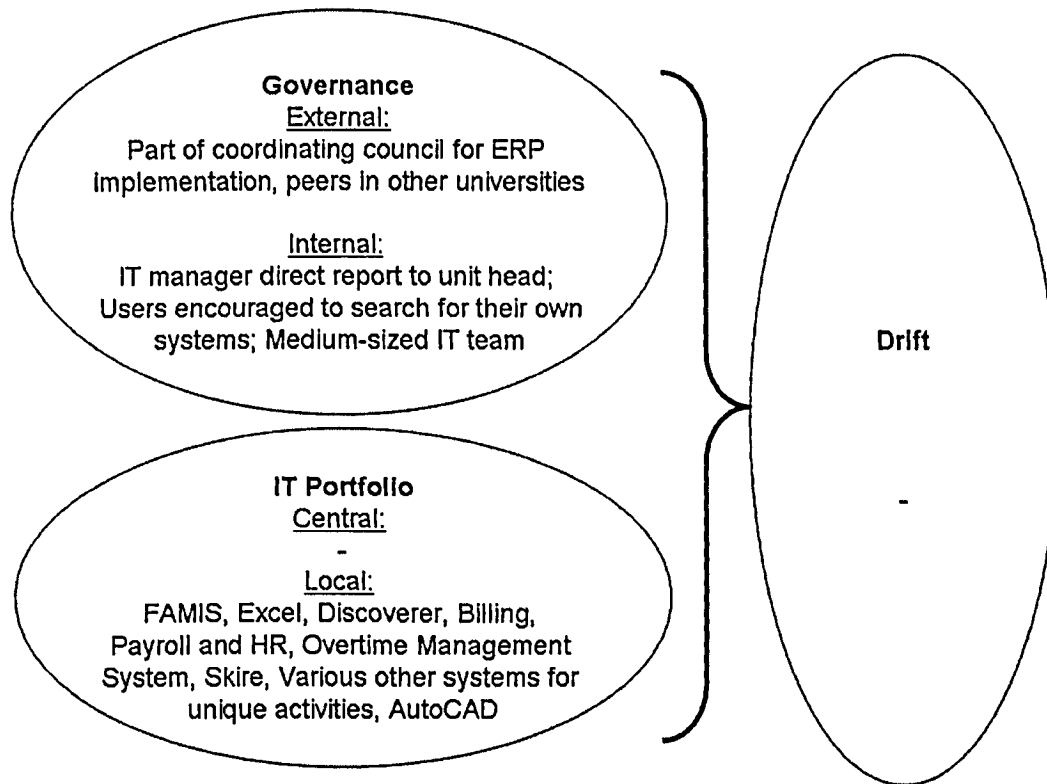 Governance
External:
Part of coordinating council for ERP
implementation, peers in other universities
Internal:
IT manager direct report to unit head;
Users encouraged to search for their own
systems; Medium-sized IT team
Drift
-
IT Portfolio
Central:
-
Local:
FAMIS, Excel, Discoverer, Billing,
Payroll and HR, Overtime Management
System, Skire, Various other systems for
unique activities, AutoCAD